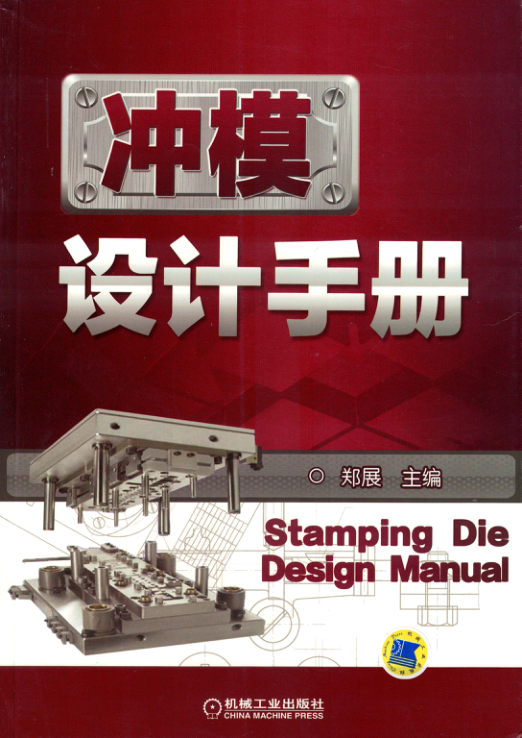 冲模
设计手册
郑展 主编
Stamping Die
Design Manual
机械工业出版社
CHINA MACHINE PRESS